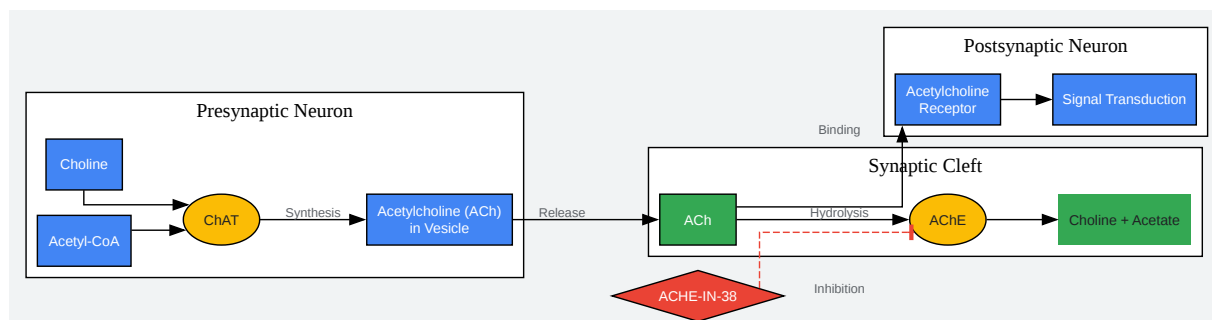 Postsynaptic Neuron
Acetylcholine
Receptor
Signal Transduction
Presynaptic Neuron
Binding
Synaptic Cleft
Choline
Acetyl-CoA
ChAT
Synthesis
Acetylcholine (ACh)
in Vesicle
Release
ACh
Hydrolysis
AChE
Choline + Acetate
ACHE-IN-38
Inhibition